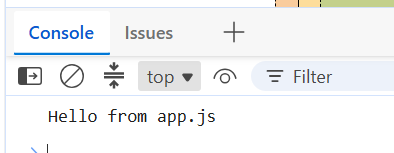 Console Issues
top Filter
Hello from app.js